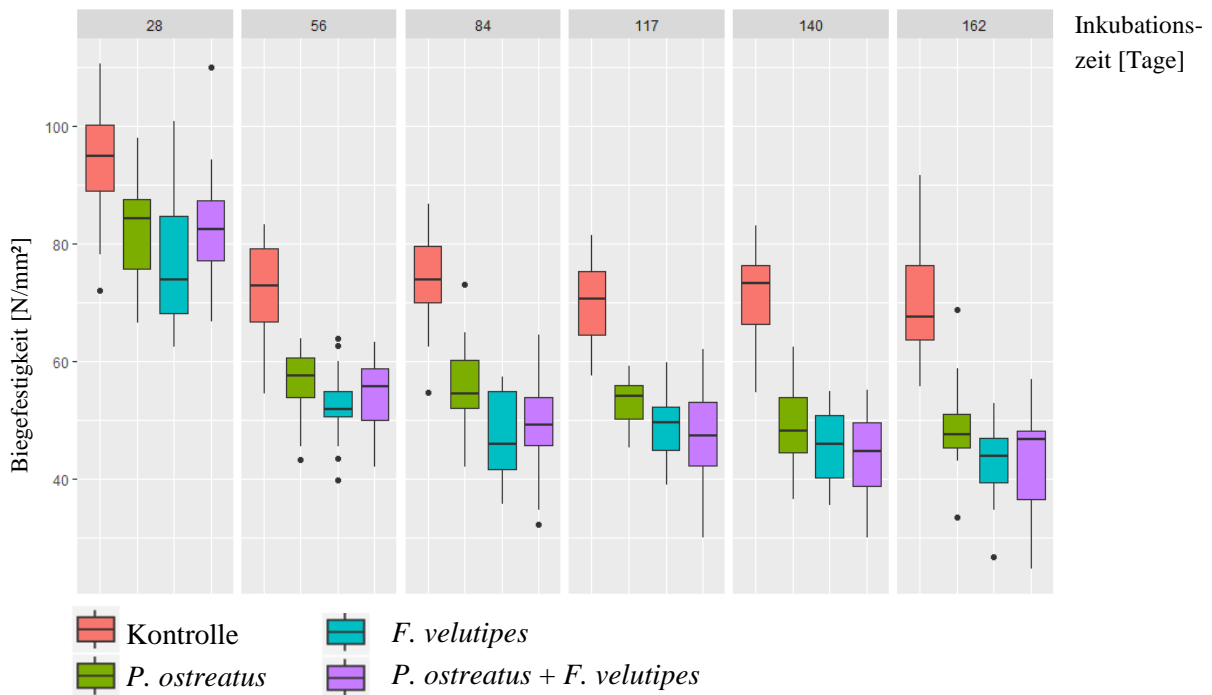 28 56 84 117 140 162
Inkubations-
zeit [Tage]
Biegefestigkeit [N/mm²]
100
80
60
40
Kontrolle
F. velutipes
P. ostreatus
P. ostreatus + F. velutipes